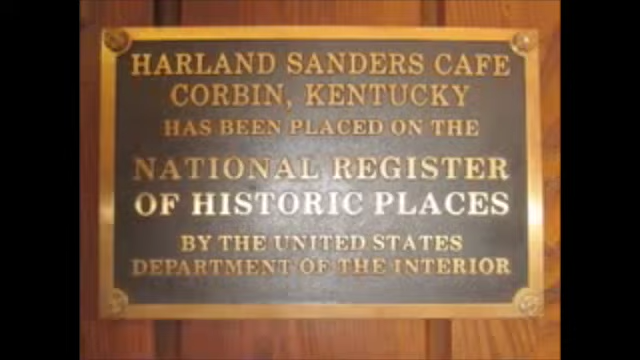 HARLAND SANDERS CAFE
CORBIN, KENTUCKY
HAS BEEN PLACED ON THE
NATIONAL REGISTER
OF HISTORIC PLACES
BY THE UNITED STATES
DEPARTMENT OF THE INTERIOR